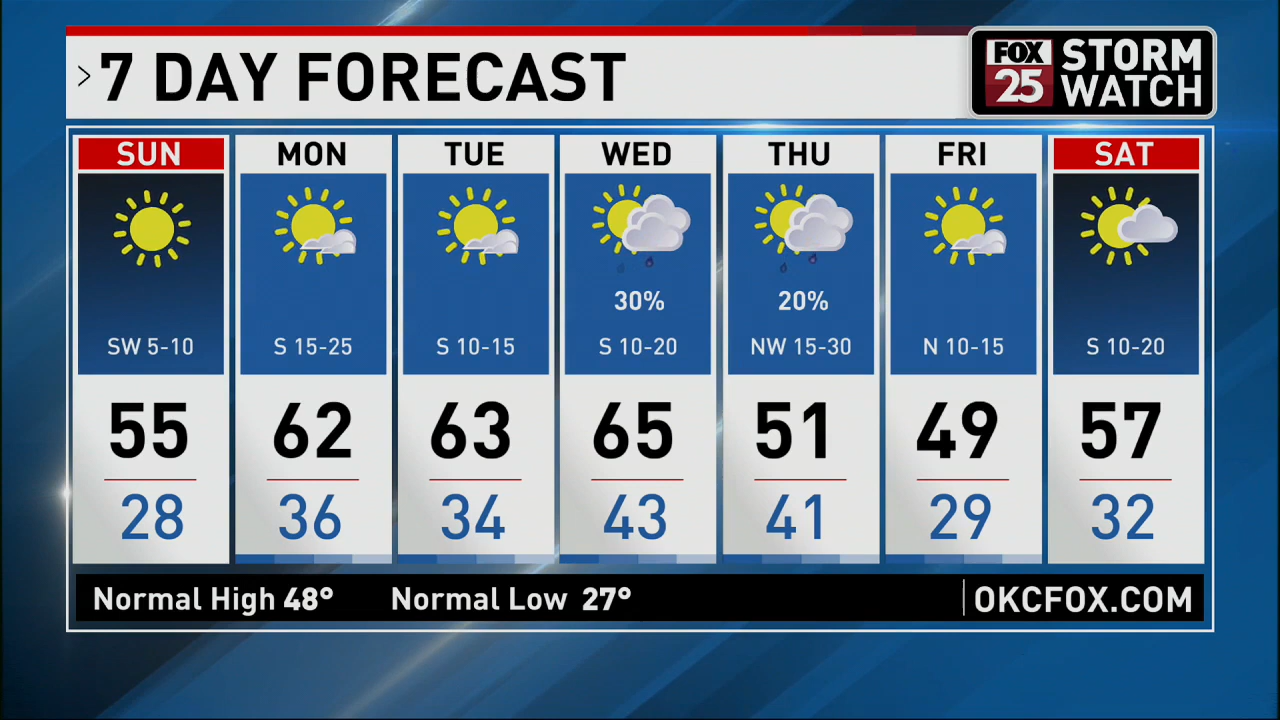 > 7 DAY FORECAST
FOX 25
STORM WATCH
SUN MON TUE WED THU FRI SAT
30% 20%
SW 5-10 S 15-25 S 10-15 S 10-20 NW 15-30 N 10-15 S 10-20
55 62 63 65 51 49 57
28 36 34 43 41 29 32
Normal High 48° Normal Low 27° OKCFOX.COM